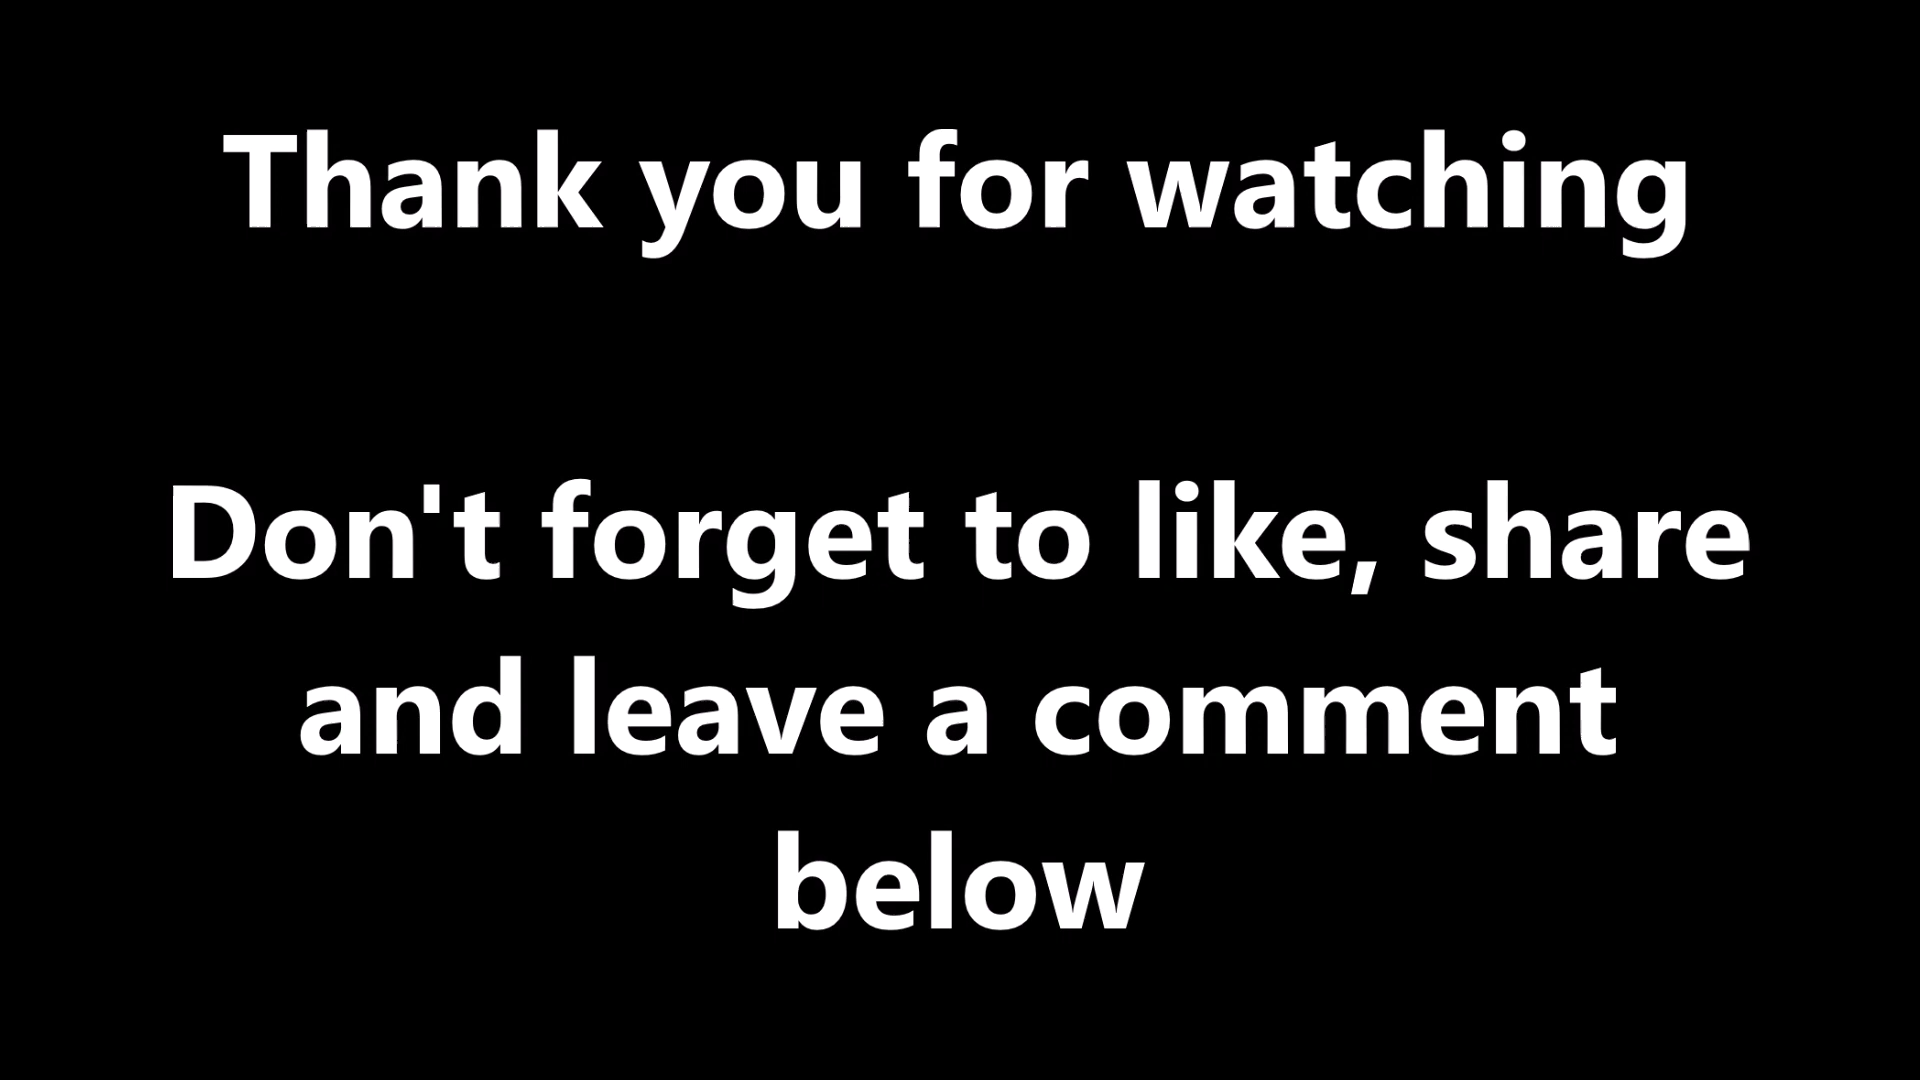 Thank you for watching
Don't forget to like, share
and leave a comment
below